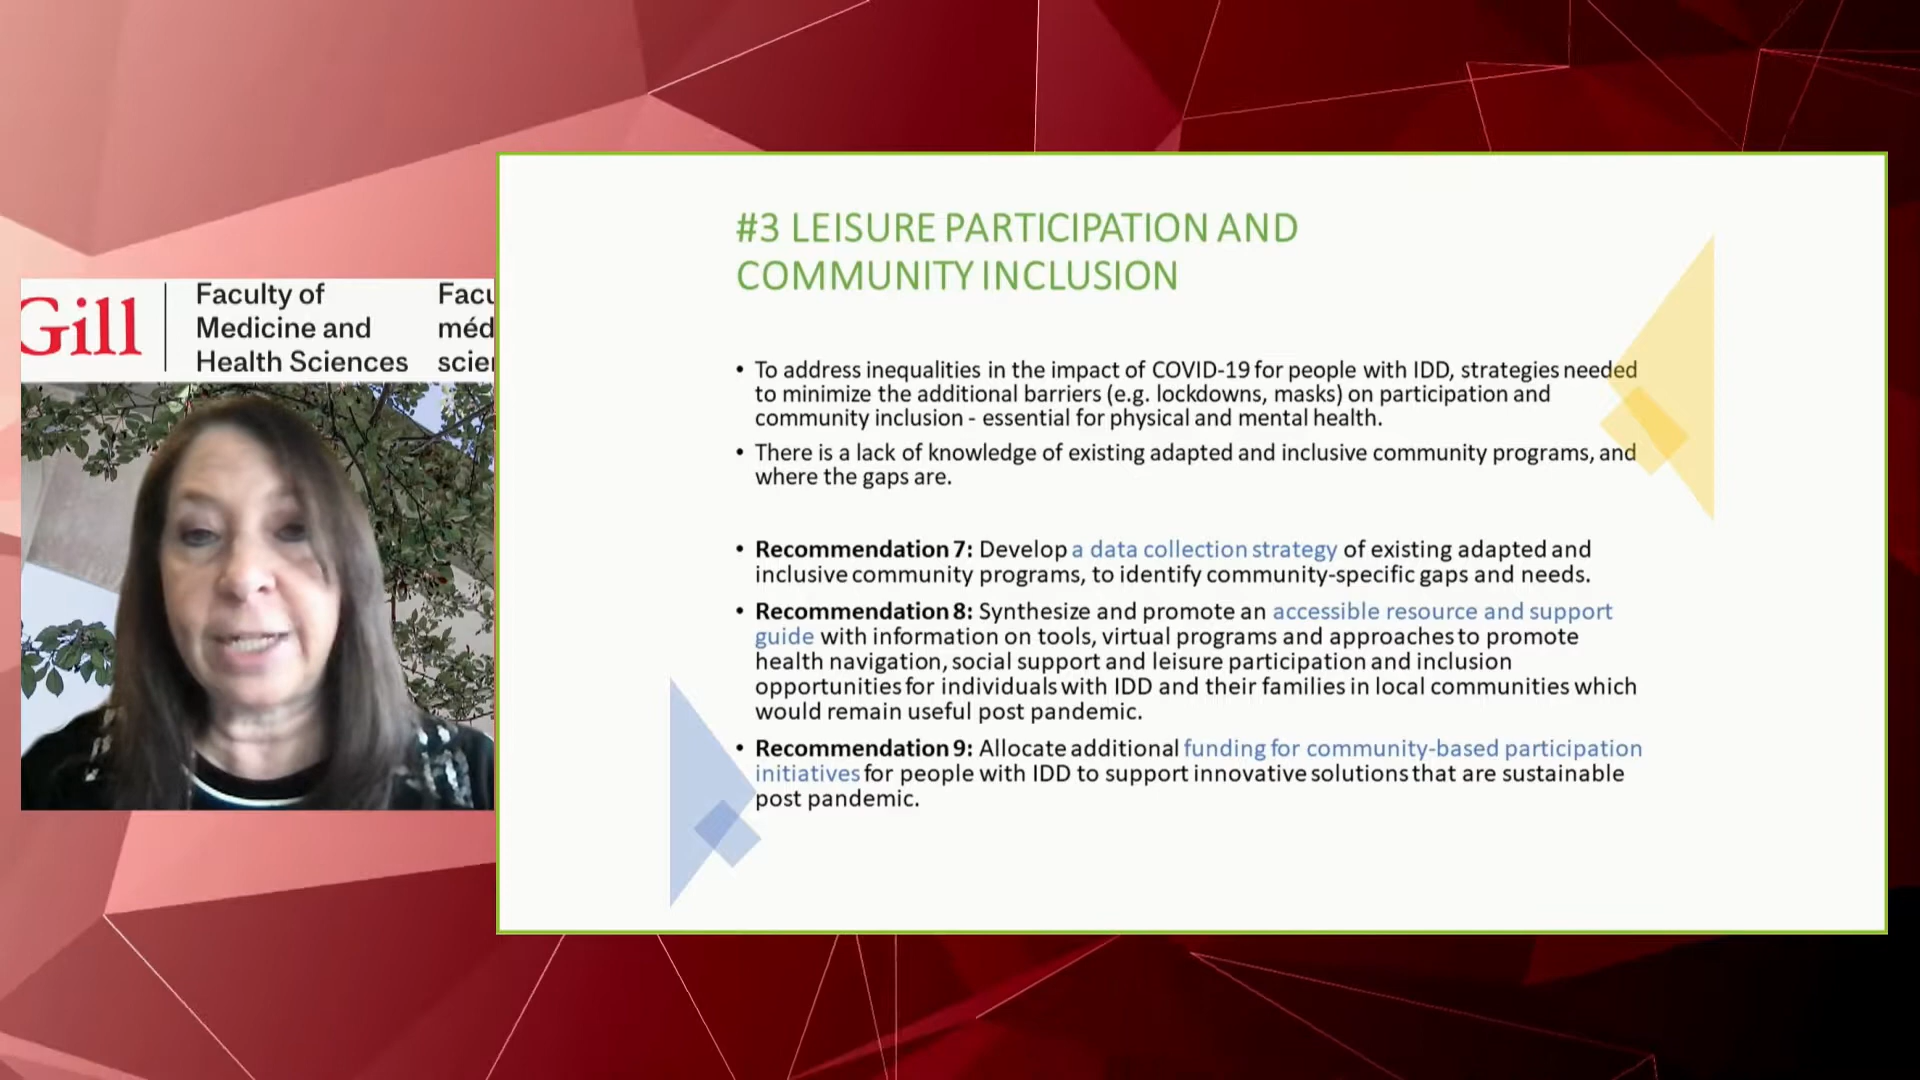 Gill
Faculty of
Medicine and
Health Sciences
Facu
méd
scie
#3 LEISURE PARTICIPATION AND
COMMUNITY INCLUSION
• To address inequalities in the impact of COVID-19 for people with IDD, strategies needed
to minimize the additional barriers (e.g. lockdowns, masks) on participation and
community inclusion - essential for physical and mental health.
• There is a lack of knowledge of existing adapted and inclusive community programs, and
where the gaps are.
• Recommendation 7: Develop a data collection strategy of existing adapted and
inclusive community programs, to identify community-specific gaps and needs.
• Recommendation 8: Synthesize and promote an accessible resource and support
guide with information on tools, virtual programs and approaches to promote
health navigation, social support and leisure participation and inclusion
opportunities for individuals with IDD and their families in local communities which
would remain useful post pandemic.
• Recommendation 9: Allocate additional funding for community-based participation
initiatives for people with IDD to support innovative solutions that are sustainable
post pandemic.